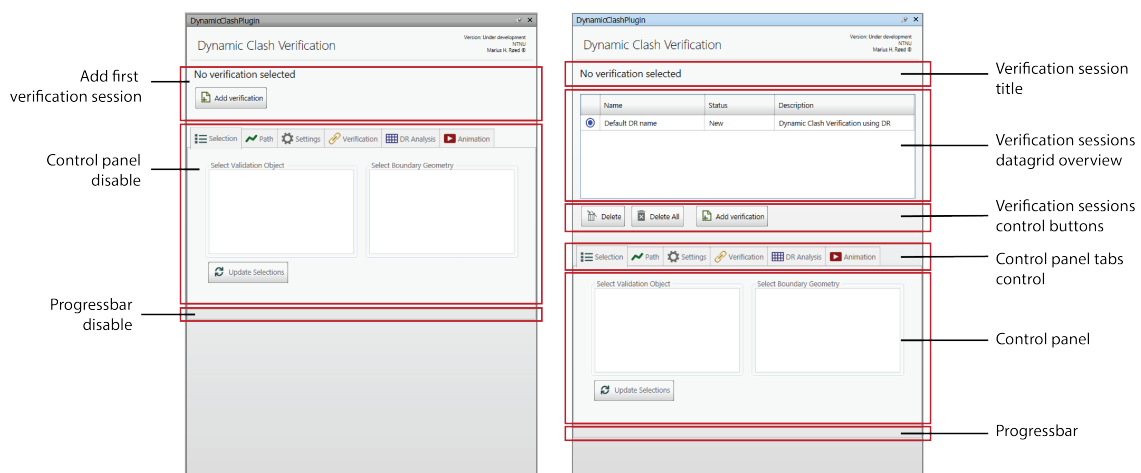 DynamicClashPlugin
Dynamic Clash Verification
Version: Under development
NTNU
Marius H. Røed ©
No verification selected
Add verification
Selection Path Settings Verification DR Analysis Animation
Select Validation Object Select Boundary Geometry
Update Selections
Add first
verification session
Control panel
disable
Progressbar
disable
DynamicClashPlugin
Dynamic Clash Verification
Version: Under development
NTNU
Marius H. Røed ©
No verification selected
Name Status Description
Default DR name New Dynamic Clash Verification using DR
Delete Delete All Add verification
Selection Path Settings Verification DR Analysis Animation
Select Validation Object Select Boundary Geometry
Update Selections
Verification session
title
Verification sessions
datagrid overview
Verification sessions
control buttons
Control panel tabs
control
Control panel
Progressbar